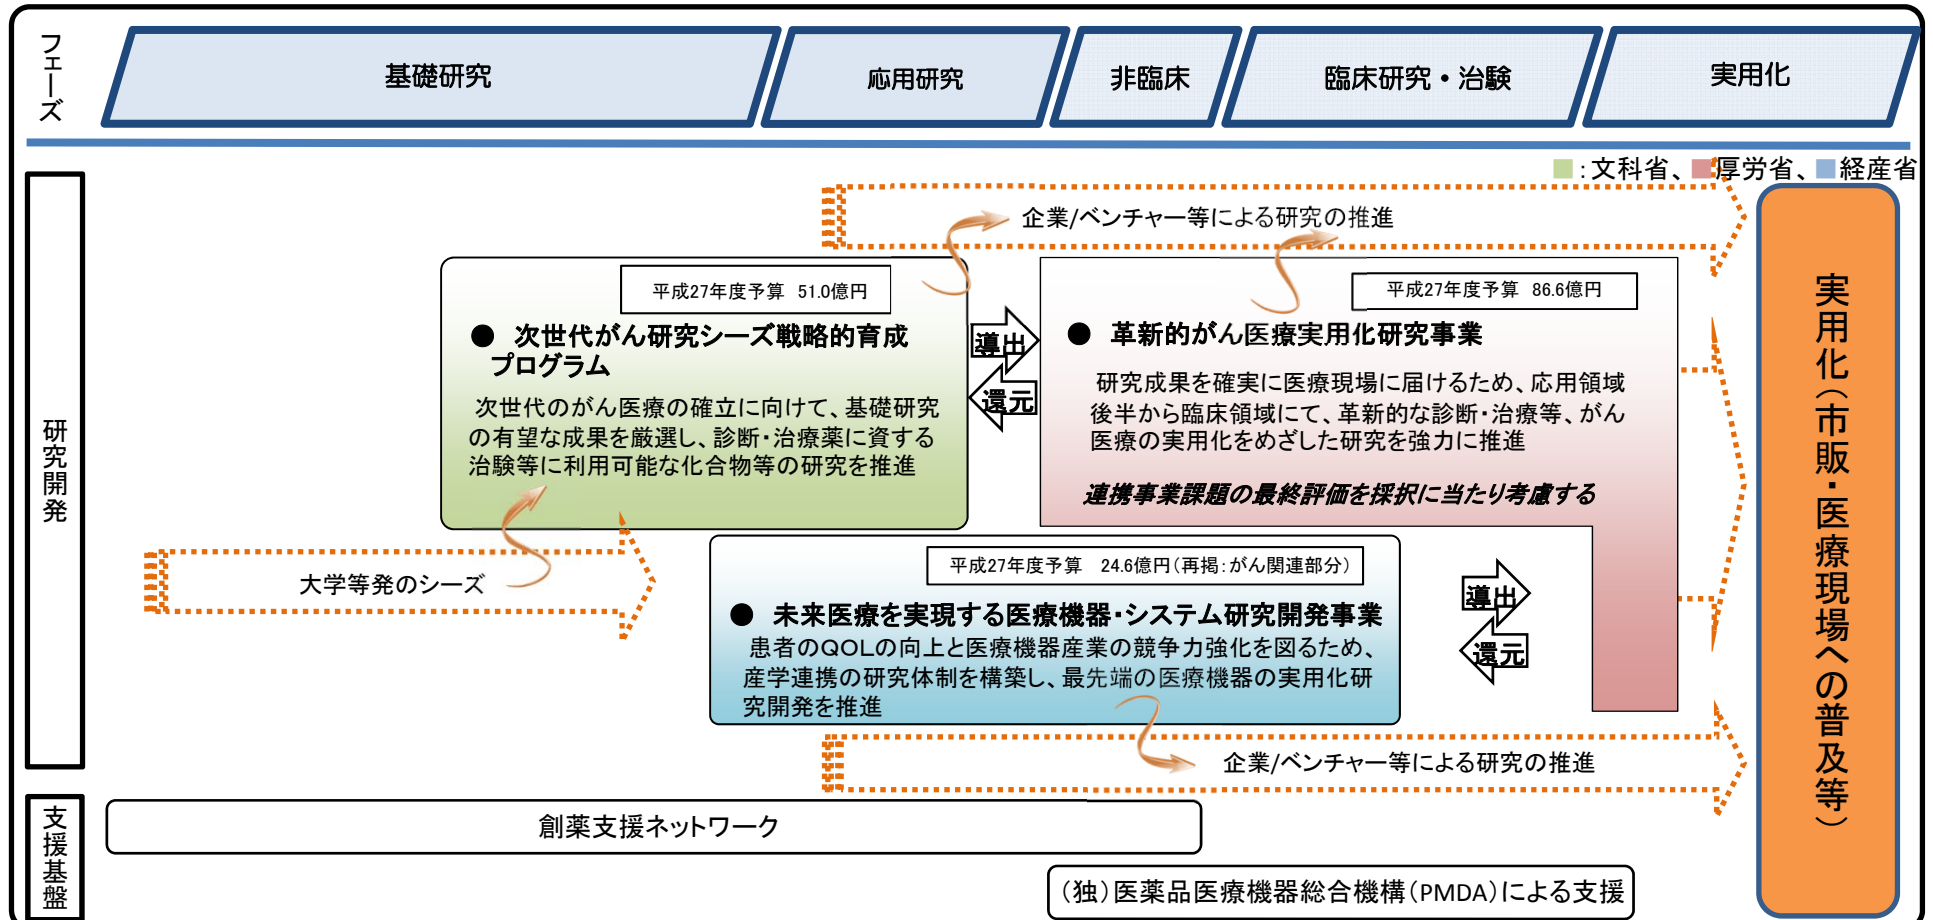 フェーズ
基礎研究
応用研究
非臨床
臨床研究・治験
実用化
:文科省、 厚労省、 経産省
研究開発
企業/ベンチャー等による研究の推進
平成27年度予算 51.0億円
● 次世代がん研究シーズ戦略的育成
プログラム
次世代のがん医療の確立に向けて、基礎研究
の有望な成果を厳選し、診断・治療薬に資する
治験等に利用可能な化合物等の研究を推進
導出
還元
平成27年度予算 86.6億円
● 革新的がん医療実用化研究事業
研究成果を確実に医療現場に届けるため、応用領域
後半から臨床領域にて、革新的な診断・治療等、がん
医療の実用化をめざした研究を強力に推進
連携事業課題の最終評価を採択に当たり考慮する
大学等発のシーズ
平成27年度予算 24.6億円(再掲:がん関連部分)
● 未来医療を実現する医療機器・システム研究開発事業
患者のQOLの向上と医療機器産業の競争力強化を図るため、
産学連携の研究体制を構築し、最先端の医療機器の実用化研
究開発を推進
導出
還元
企業/ベンチャー等による研究の推進
実用化(市販・医療現場への普及等)
支援基盤
創薬支援ネットワーク
(独)医薬品医療機器総合機構(PMDA)による支援